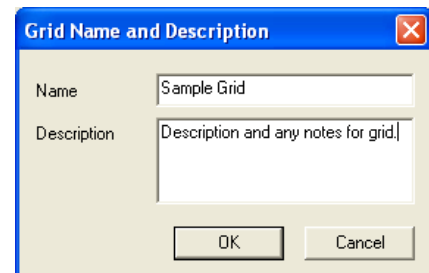 Grid Name and Description
Name Sample Grid
Description Description and any notes for grid.
OK Cancel